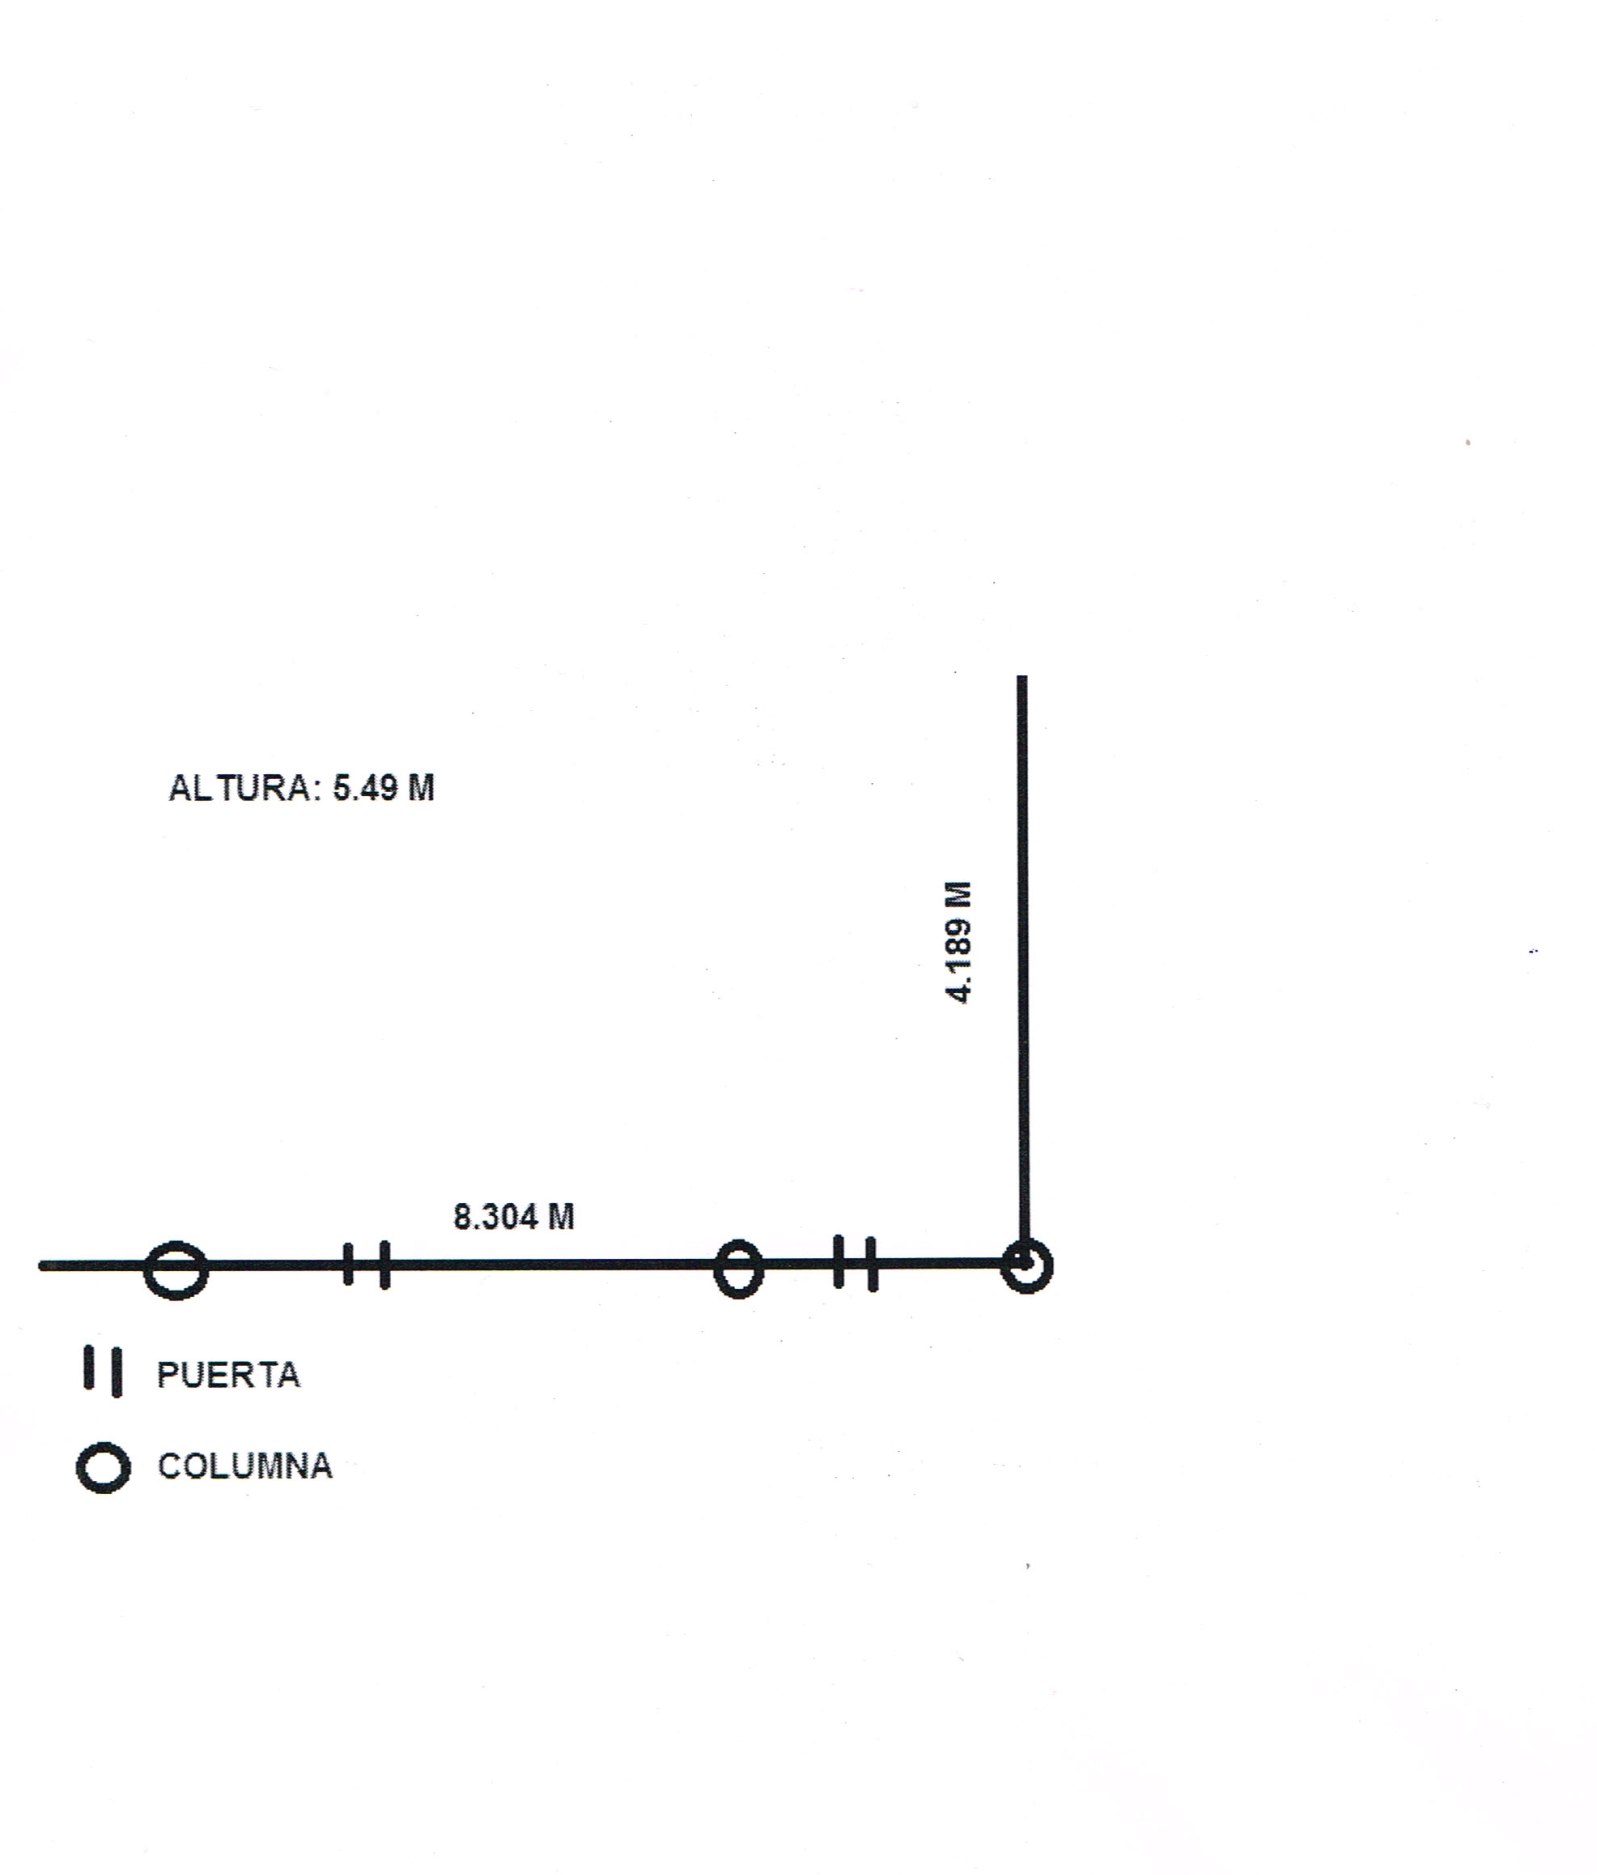 ALTURA: 5.49 M
4.189 M
8.304 M
PUERTA
COLUMNA